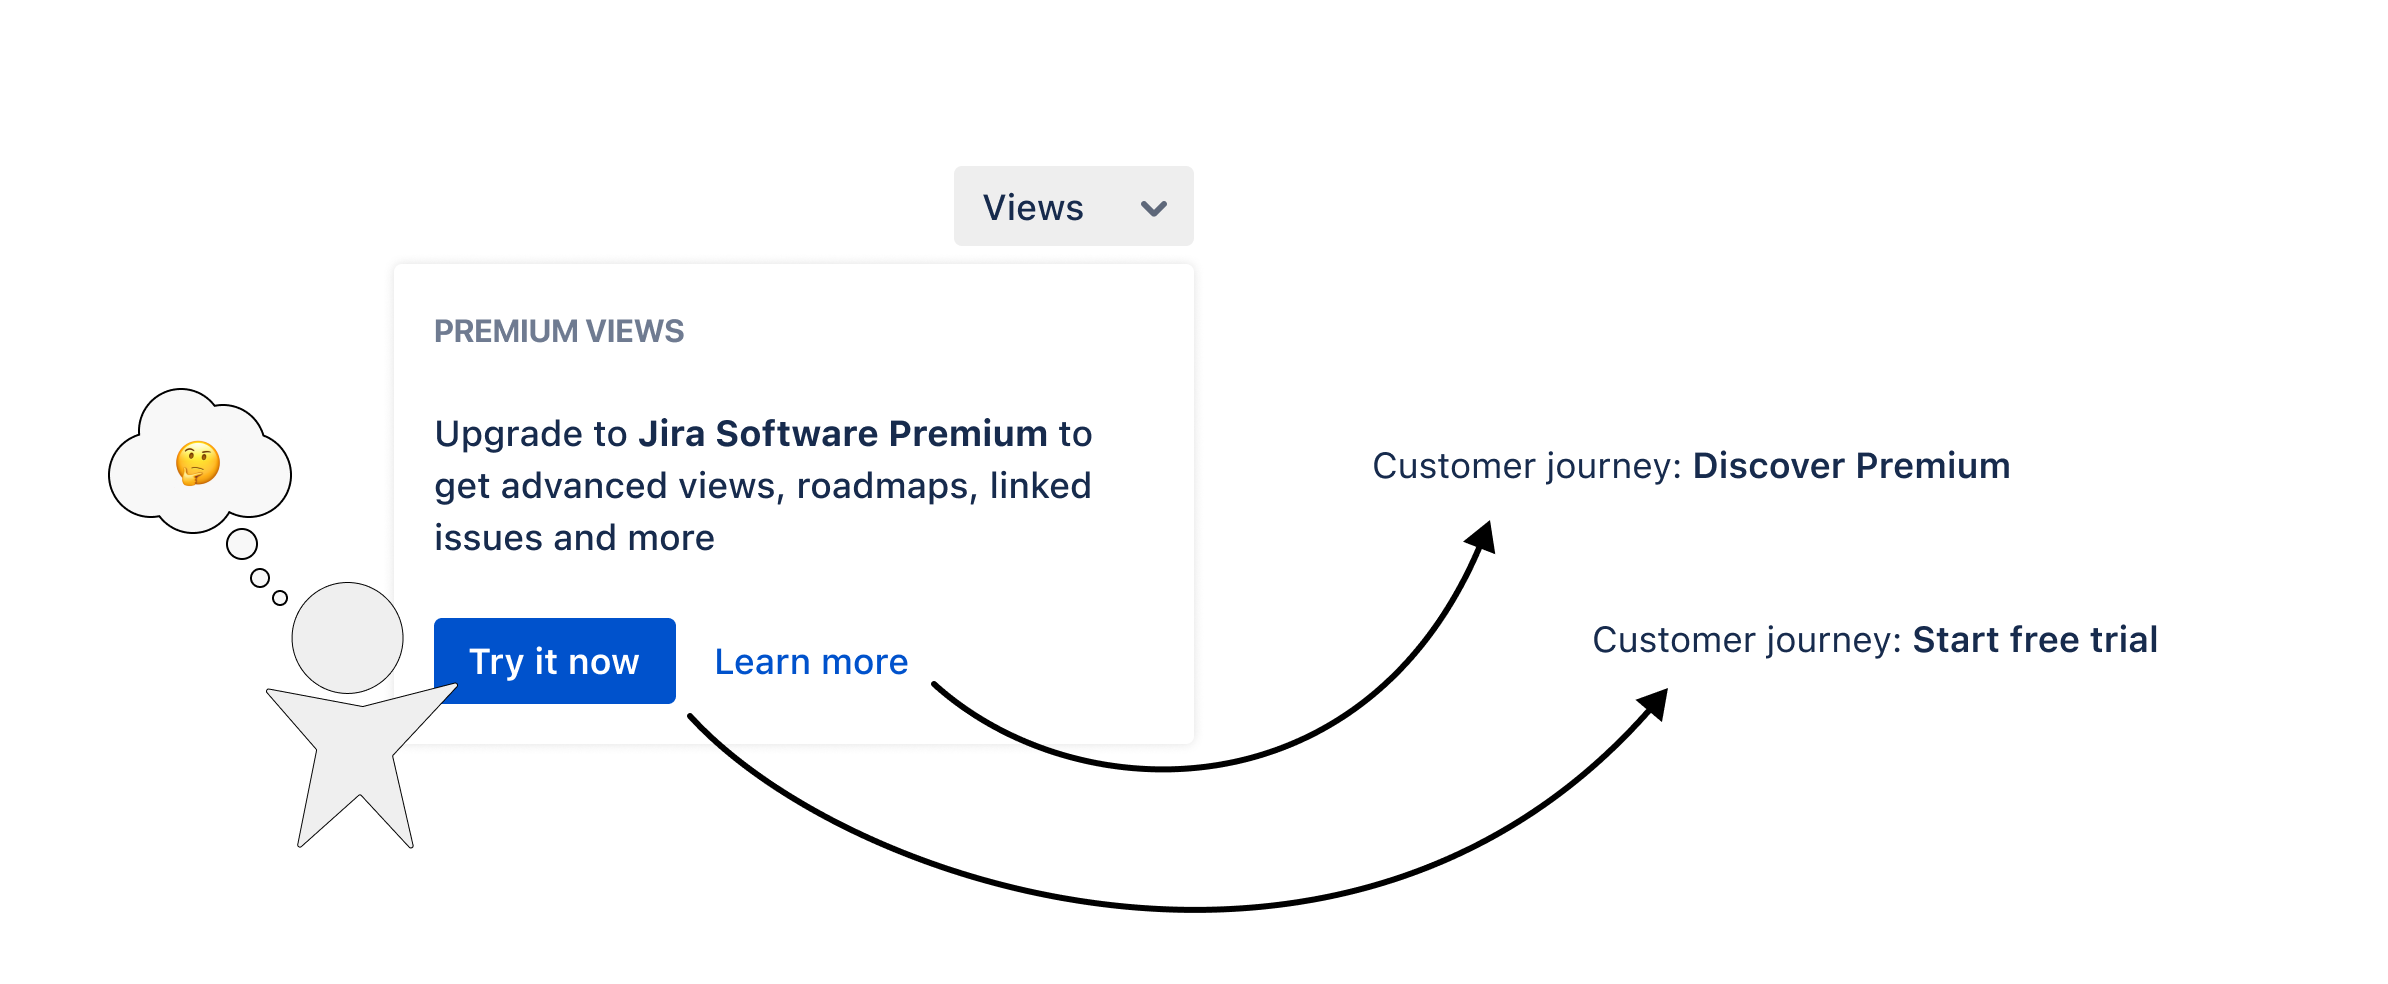 Views
PREMIUM VIEWS
Upgrade to Jira Software Premium to
get advanced views, roadmaps, linked
issues and more
Try it now
Learn more
Customer journey: Discover Premium
Customer journey: Start free trial